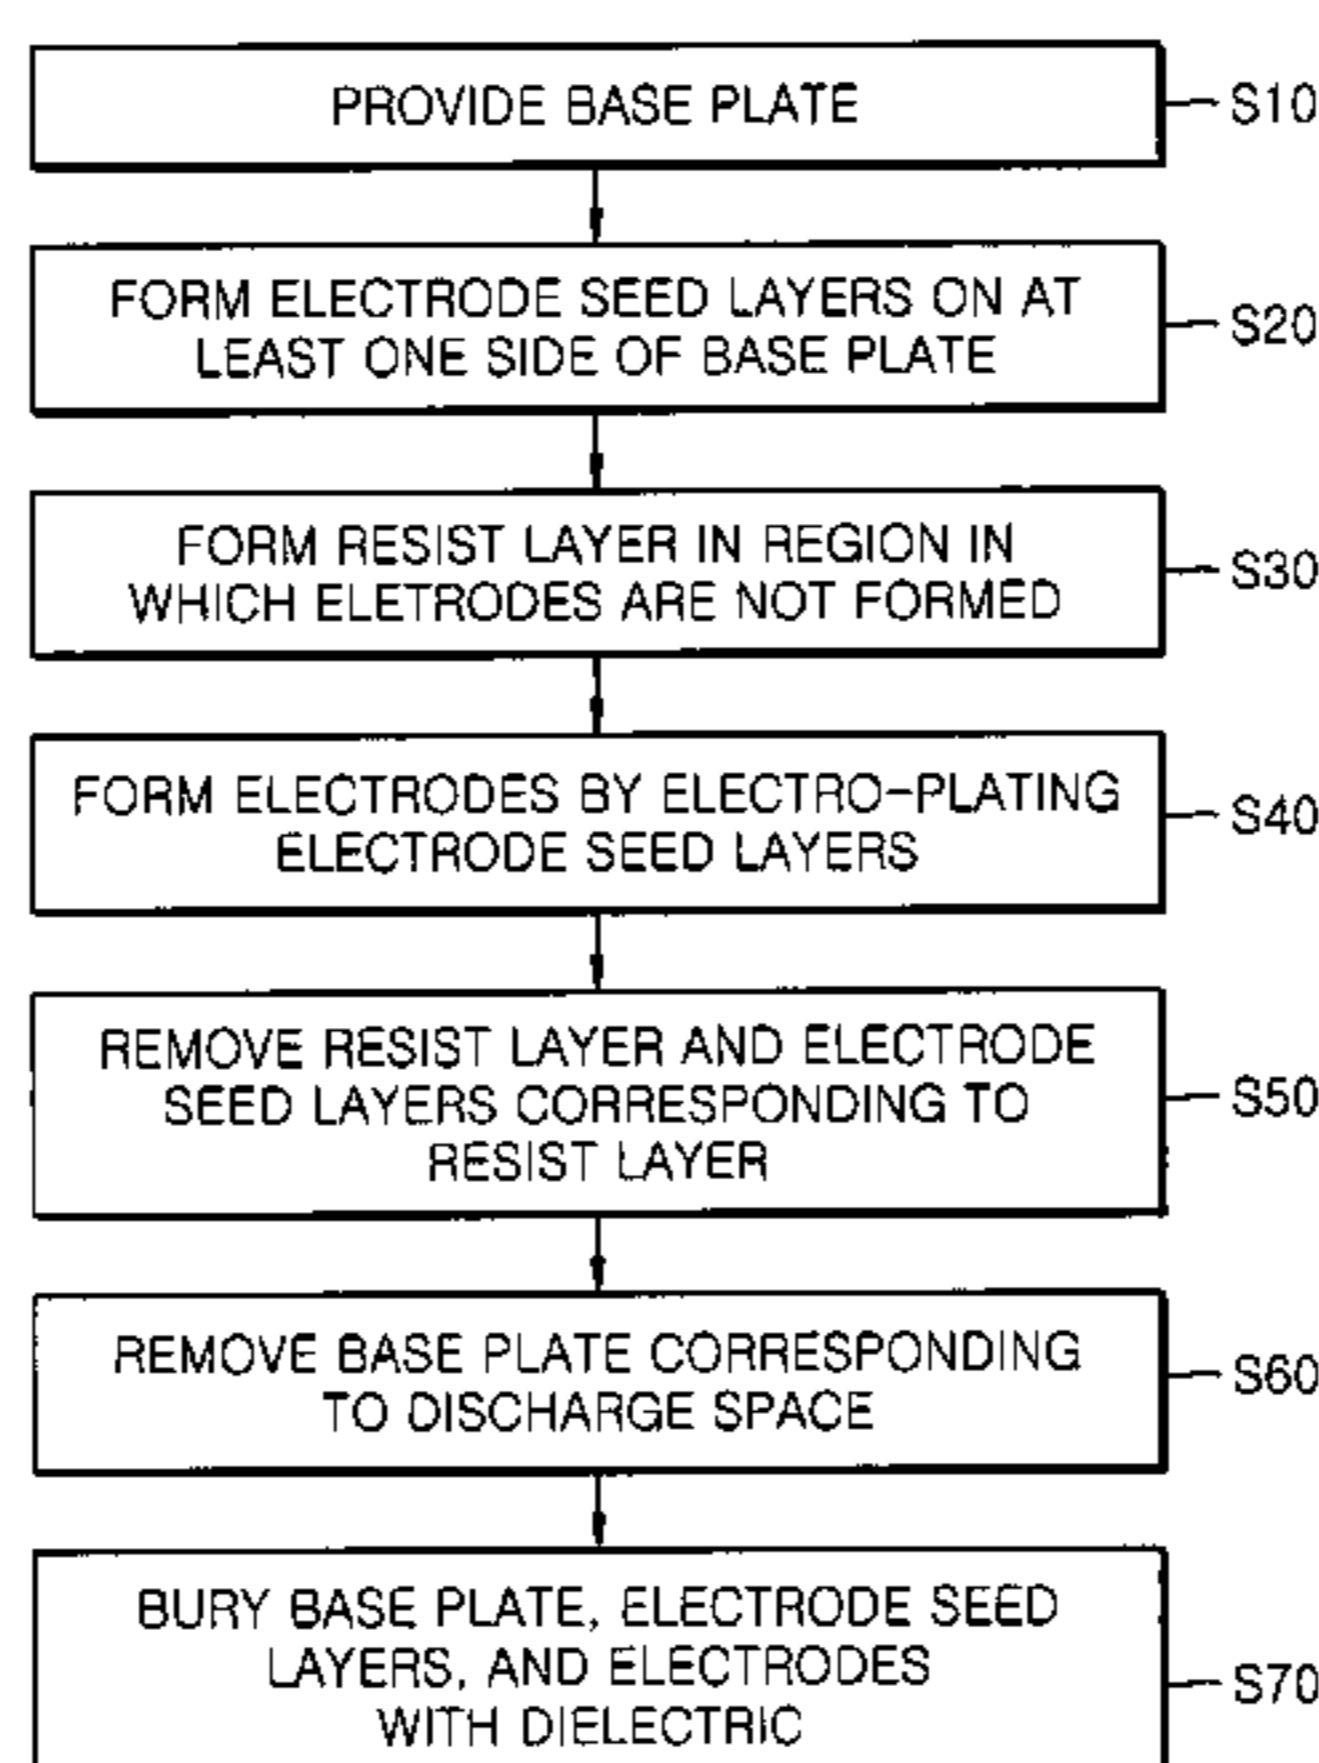 PROVIDE BASE PLATE
S10
FORM ELECTRODE SEED LAYERS ON AT
LEAST ONE SIDE OF BASE PLATE
S20
FORM RESIST LAYER IN REGION IN
WHICH ELETRODES ARE NOT FORMED
S30
FORM ELECTRODES BY ELECTRO-PLATING
ELECTRODE SEED LAYERS
S40
REMOVE RESIST LAYER AND ELECTRODE
SEED LAYERS CORRESPONDING TO
RESIST LAYER
S50
REMOVE BASE PLATE CORRESPONDING
TO DISCHARGE SPACE
S60
BURY BASE PLATE, ELECTRODE SEED
LAYERS, AND ELECTRODES
WITH DIELECTRIC
S70